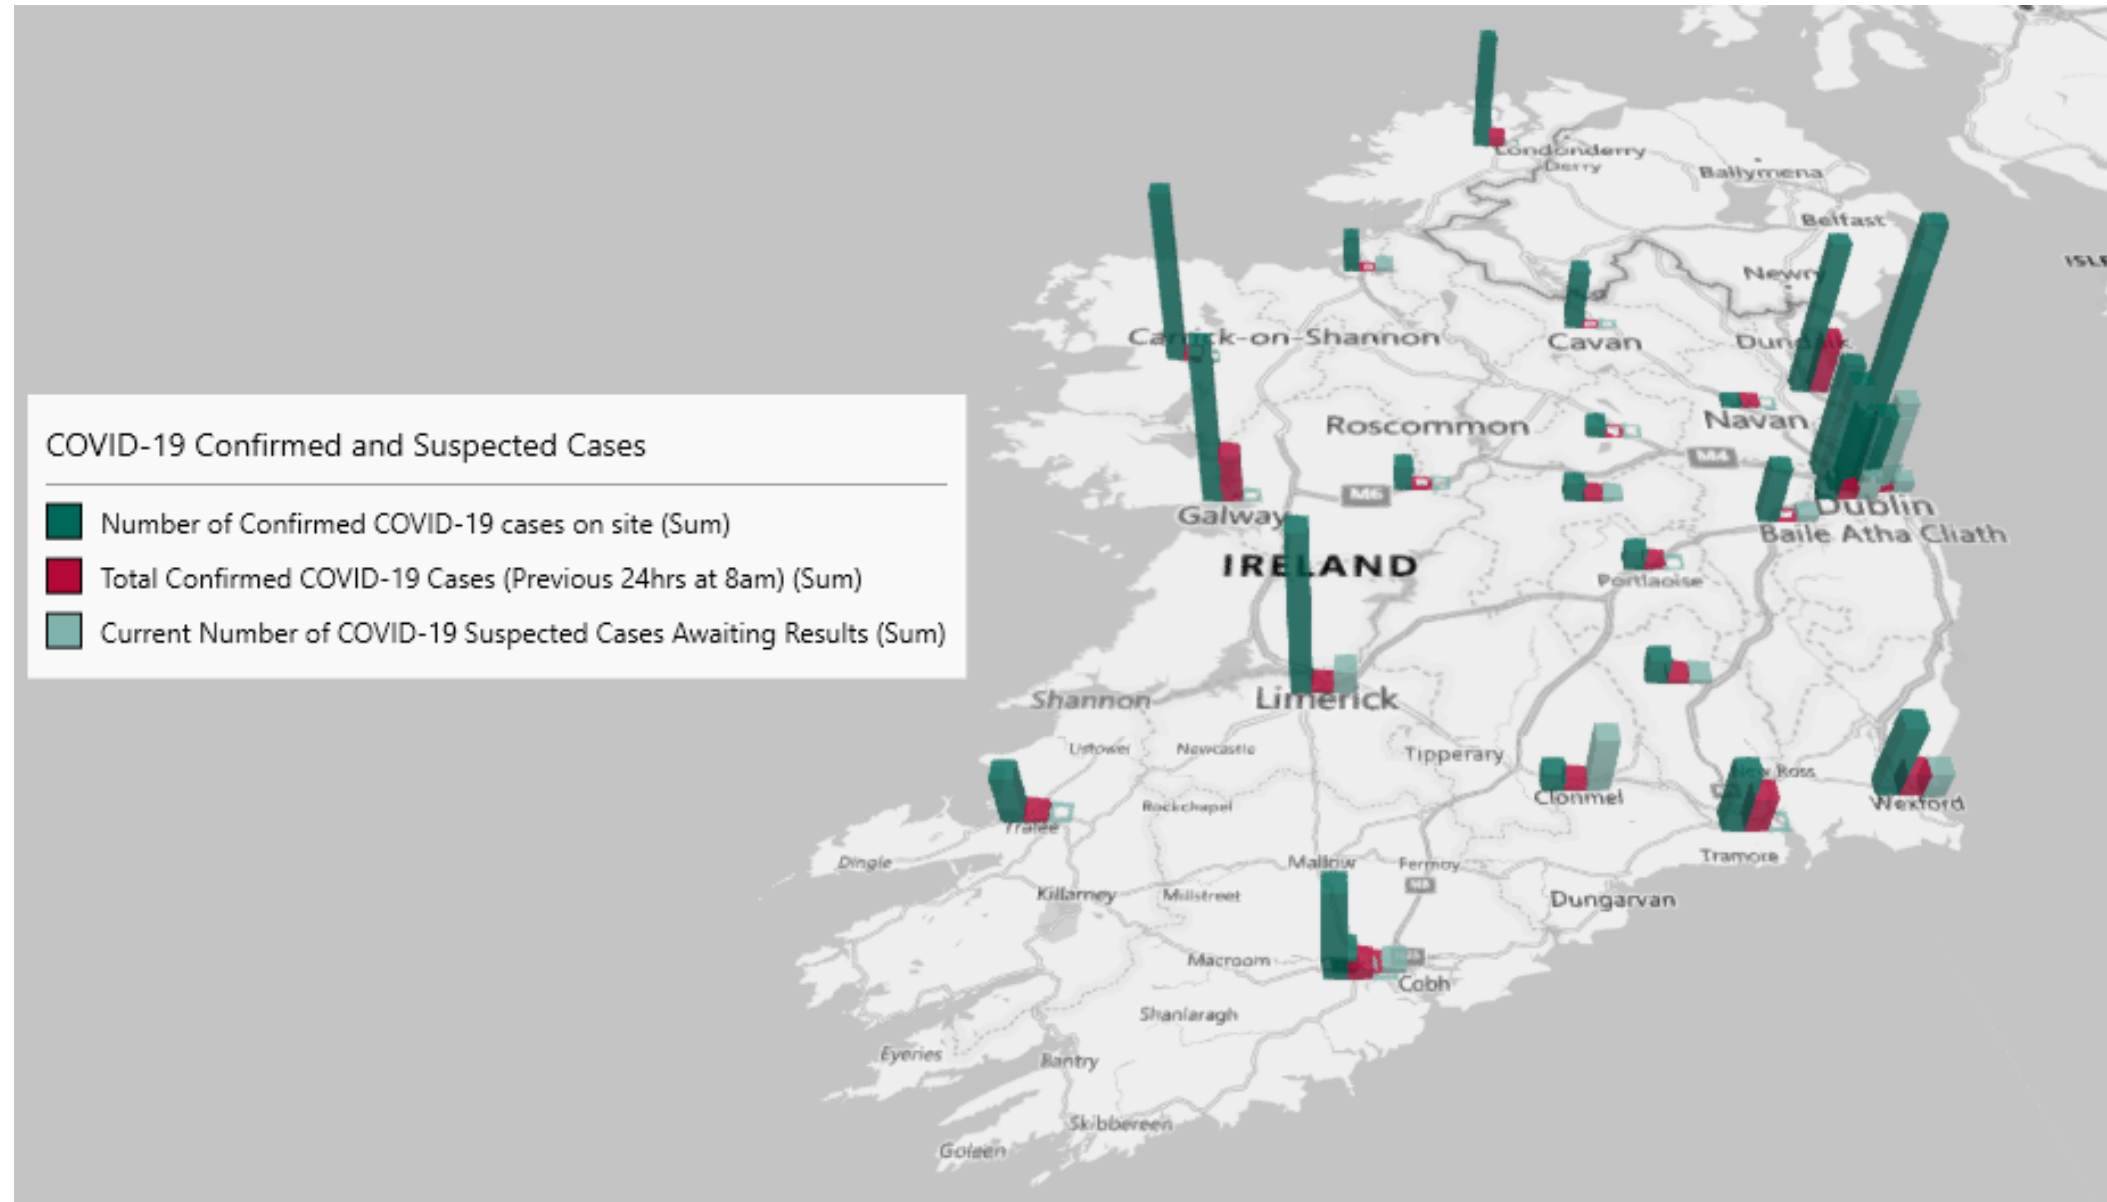 COVID-19 Confirmed and Suspected Cases
Number of Confirmed COVID-19 cases on site (Sum)
Total Confirmed COVID-19 Cases (Previous 24hrs at 8am) (Sum)
Current Number of COVID-19 Suspected Cases Awaiting Results (Sum)
Londonderry
Derry
Ballymena
Belfast
Newry
Carrick-on-Shannon
Cavan
Dundalk
Roscommon
Navan
M4
M6
Galway
Dublin
Baile Atha Cliath
IRELAND
Portlaoise
Limerick
Shannon
Listowel
Newcastle
Tipperary
New Ross
Clonmel
Wexford
Rockchapel
Tralee
Tramore
Dingle
Mallow
Fermoy
M8
Killarney
Millstreet
Dungarvan
Macroom
Cobh
Shanlaragh
Eyeries
Bantry
Skibbereen
Goleen